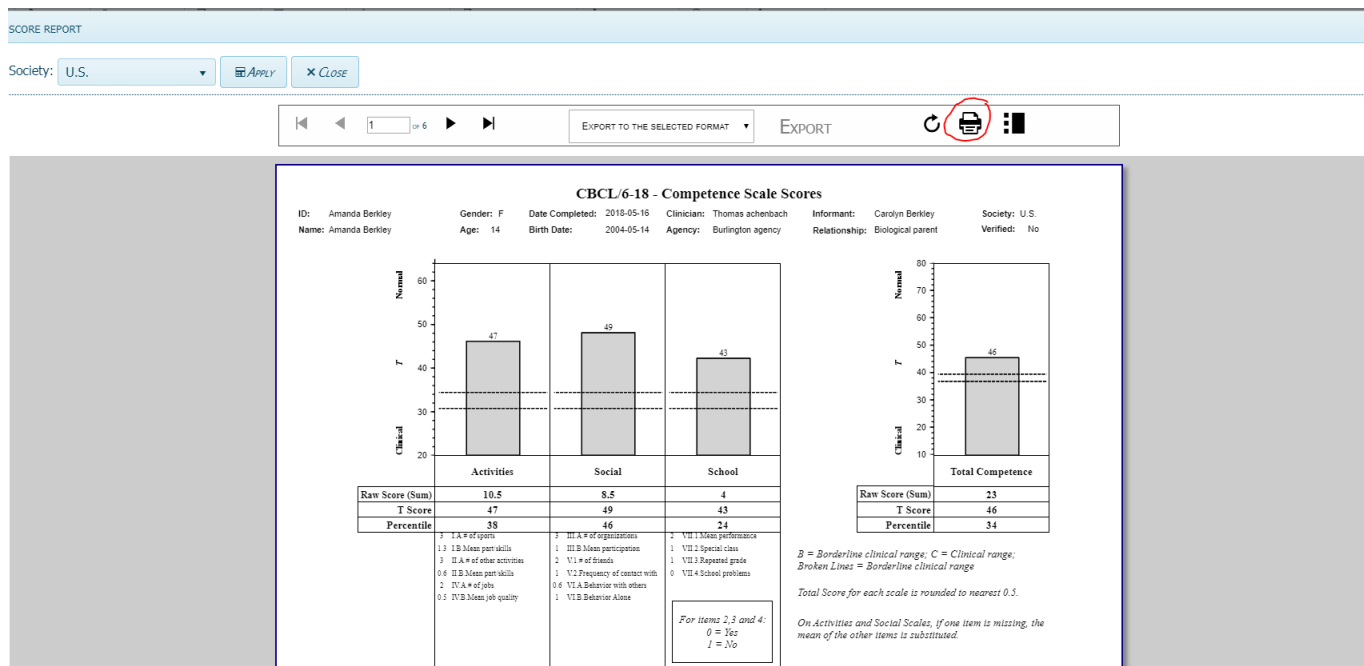 SCORE REPORT
Society: U.S. APPLY × CLOSE
1 OF 6 EXPORT TO THE SELECTED FORMAT EXPORT
CBCL/6-18 - Competence Scale Scores
ID: Amanda Berkley Gender: F Date Completed: 2018-05-16 Clinician: Thomas achenbach Informant: Carolyn Berkley Society: U.S.
Name: Amanda Berkley Age: 14 Birth Date: 2004-05-14 Agency: Burlington agency Relationship: Biological parent Verified: No
Normal
T
Clinical
60
50
40
30
20
47
49
43
Normal
T
Clinical
80
70
60
50
40
30
20
10
46
Activities Social School Total Competence
Raw Score (Sum) 10.5 8.5 4 Raw Score (Sum) 23
T Score 47 49 43 T Score 46
Percentile 38 46 24 Percentile 34
3 I.A.# of sports
1.3 I.B.Mean part/skills
3 II.A.# of other activities
0.6 II.B.Mean part/skills
2 IV.A.# of jobs
0.5 IV.B.Mean job quality
3 III.A.# of organizations
1 III.B.Mean participation
2 V.1.# of friends
1 V.2.Frequency of contact with
0.6 VI.A.Behavior with others
1 VI.B.Behavior Alone
2 VII.1.Mean performance
1 VII.2.Special class
1 VII.3.Repeated grade
0 VII.4.School problems
For items 2,3 and 4:
0 = Yes
1 = No
B = Borderline clinical range; C = Clinical range;
Broken Lines = Borderline clinical range
Total Score for each scale is rounded to nearest 0.5.
On Activities and Social Scales, if one item is missing, the
mean of the other items is substituted.